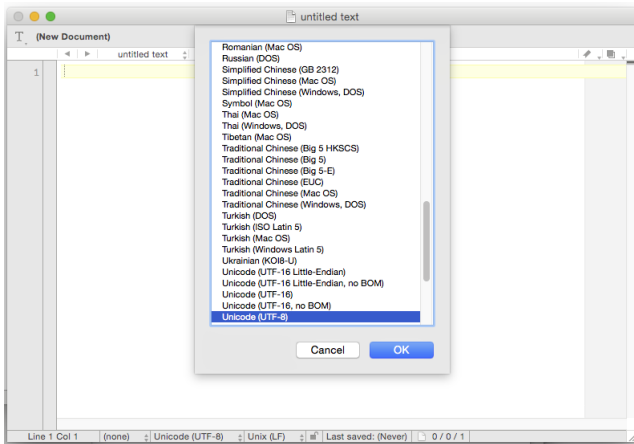 untitled text
(New Document)
untitled text
1
Romanian (Mac OS)
Russian (DOS)
Simplified Chinese (GB 2312)
Simplified Chinese (Mac OS)
Simplified Chinese (Windows, DOS)
Symbol (Mac OS)
Thai (Mac OS)
Thai (Windows, DOS)
Tibetan (Mac OS)
Traditional Chinese (Big 5 HKSCS)
Traditional Chinese (Big 5)
Traditional Chinese (Big 5-E)
Traditional Chinese (EUC)
Traditional Chinese (Mac OS)
Traditional Chinese (Windows, DOS)
Turkish (DOS)
Turkish (ISO Latin 5)
Turkish (Mac OS)
Turkish (Windows Latin 5)
Ukrainian (KOI8-U)
Unicode (UTF-16 Little-Endian)
Unicode (UTF-16 Little-Endian, no BOM)
Unicode (UTF-16)
Unicode (UTF-16, no BOM)
Unicode (UTF-8)
Cancel OK
Line 1 Col 1 (none) Unicode (UTF-8) Unix (LF) Last saved: (Never) 0 / 0 / 1